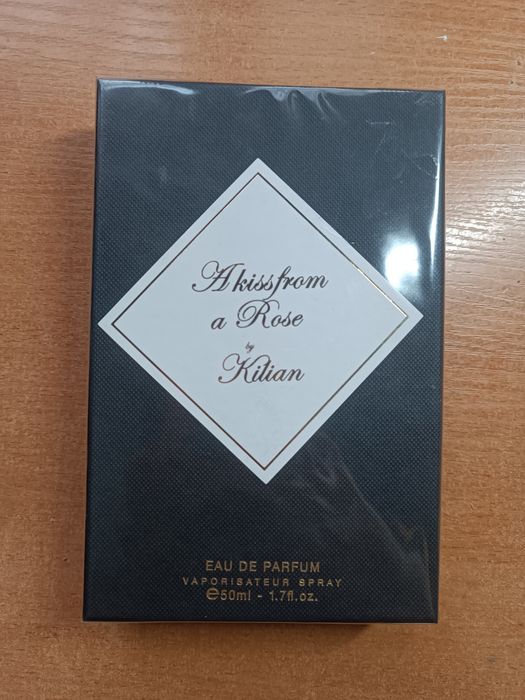 A kiss from
a Rose
by
Kilian
EAU DE PARFUM
VAPORISATEUR SPRAY
℮50ml - 1.7fl.oz.